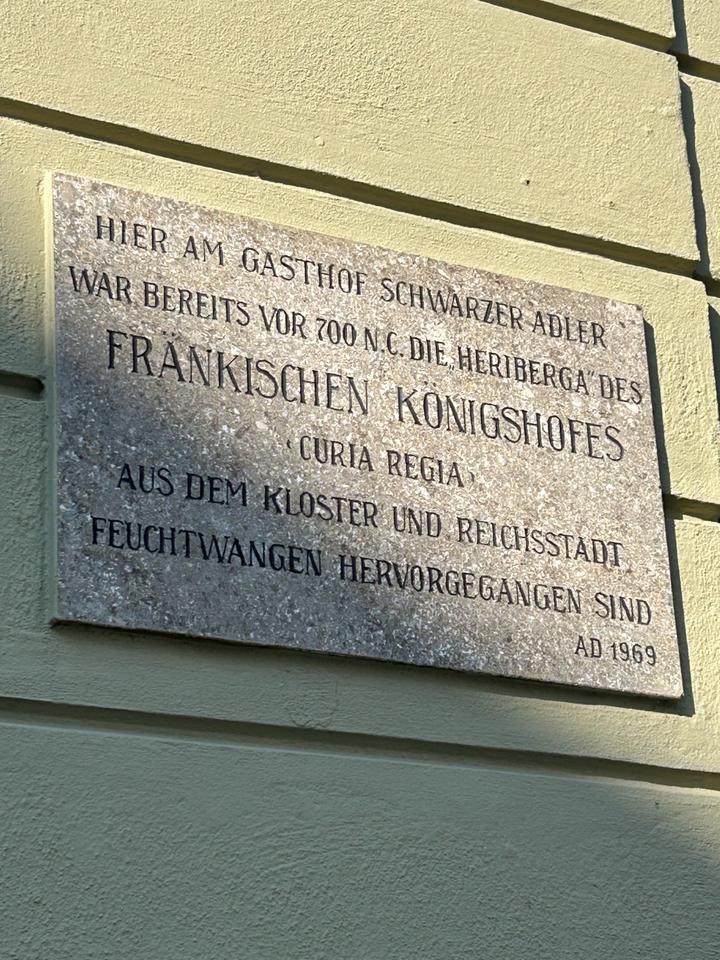 HIER AM GASTHOF SCHWARZER ADLER
WAR BEREITS VOR 700 N.C. DIE „HERIBERGA" DES
FRÄNKISCHEN KÖNIGSHOFES
‹CURIA REGIA›
AUS DEM KLOSTER UND REICHSSTADT
FEUCHTWANGEN HERVORGEGANGEN SIND
AD 1969